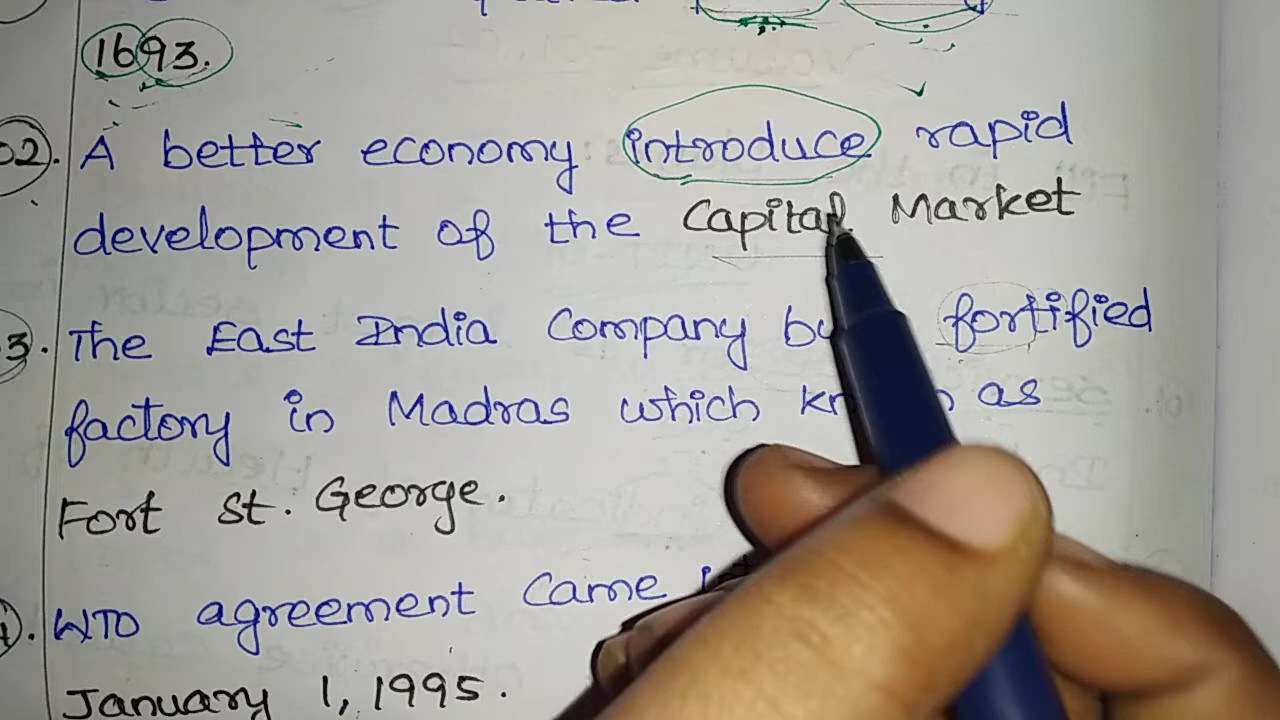 1693.
02). A better economy introduce rapid
development of the Capital Market
3. The East India Company fortified
factory in Madras which as
Fort St. George.
). WTO agreement Came
January 1, 1995.